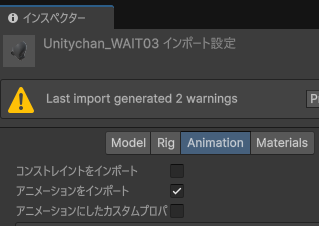 インスペクター
Unitychan_WAIT03 インポート設定
Last import generated 2 warnings
Model Rig Animation Materials
コンストレイントをインポート
アニメーションをインポート
アニメーションにしたカスタムプロパ